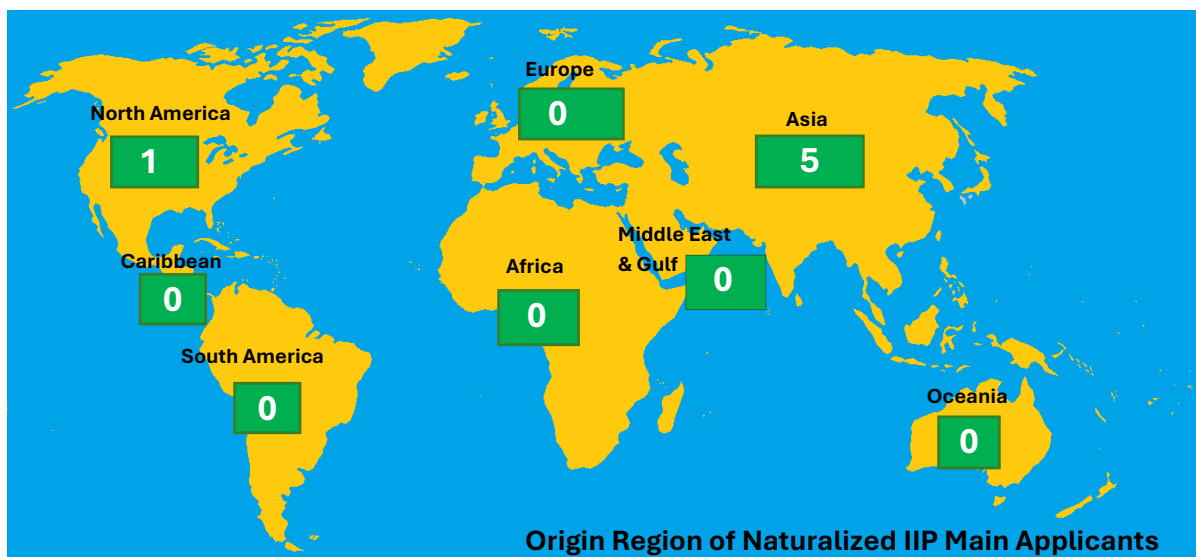 Europe
0
North America
1
Asia
5
Middle East
& Gulf
0
Caribbean
0
Africa
0
South America
0
Oceania
0
Origin Region of Naturalized IIP Main Applicants